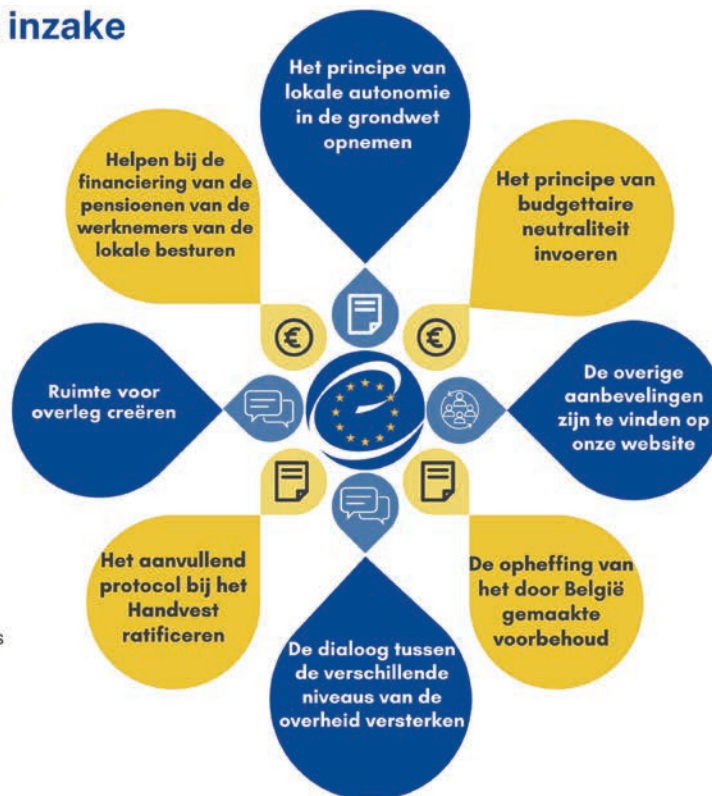 inzake
Het principe van
lokale autonomie
in de grondwet
opnemen
Helpen bij de
financiering van de
pensioenen van de
werknemers van de
lokale besturen
Het principe van
budgettaire
neutraliteit
invoeren
Ruimte voor
overleg creëren
De overige
aanbevelingen
zijn te vinden op
onze website
Het aanvullend
protocol bij het
Handvest
ratificeren
De opheffing van
het door België
gemaakte
voorbehoud
s
De dialoog tussen
de verschillende
niveaus van de
overheid versterken